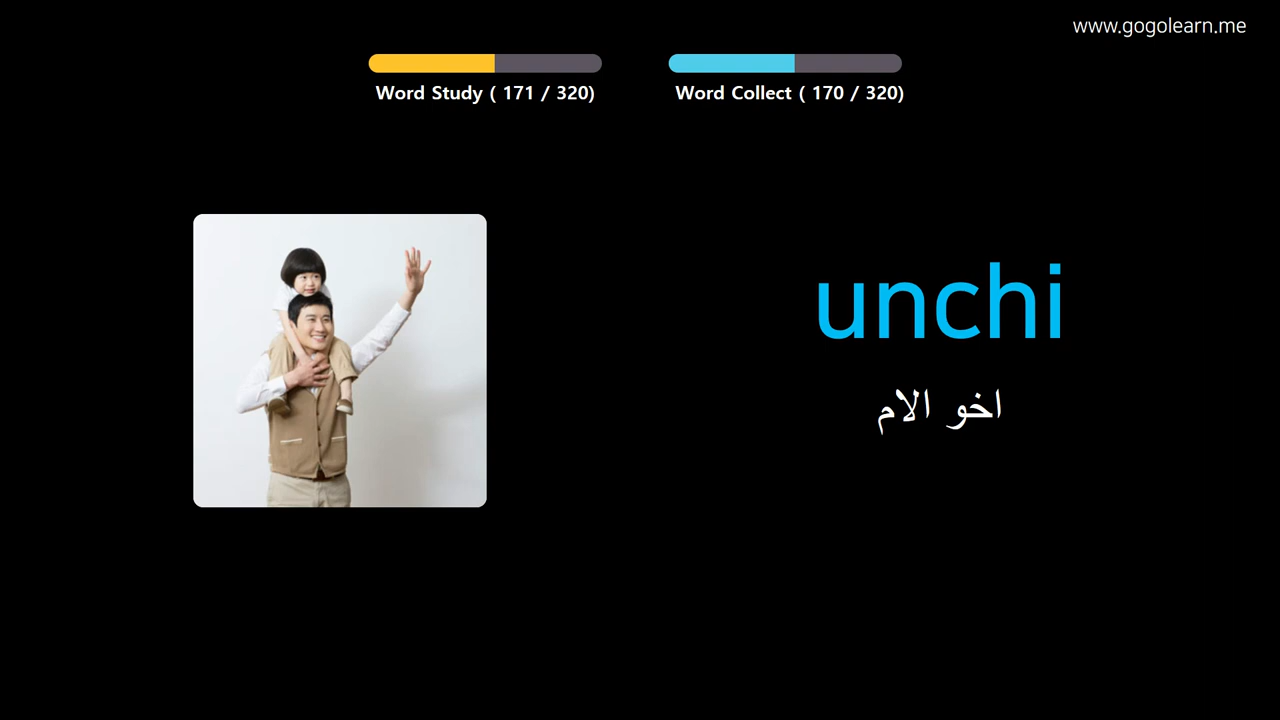 www.gogolearn.me
Word Study ( 171 / 320)
Word Collect ( 170 / 320)
unchi
اخو الام